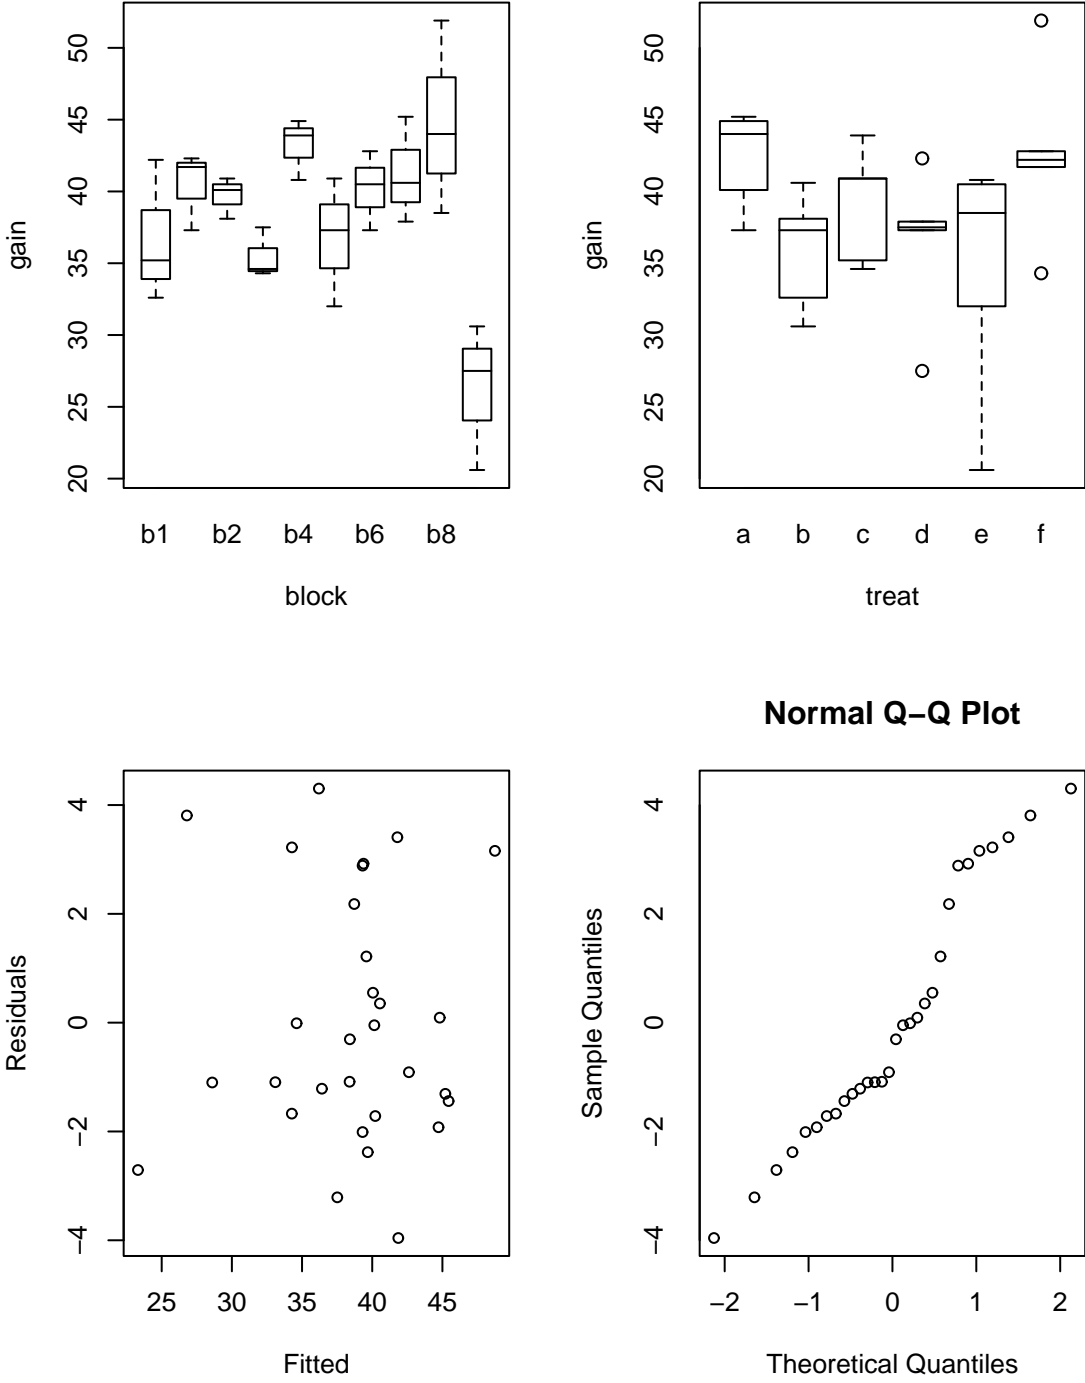 gain
50
45
40
35
30
25
20
b1 b2 b4 b6 b8
block
gain
50
45
40
35
30
25
20
a b c d e f
treat
Residuals
4
2
0
−2
−4
25 30 35 40 45
Fitted
Normal Q−Q Plot
Sample Quantiles
4
2
0
−2
−4
−2 −1 0 1 2
Theoretical Quantiles